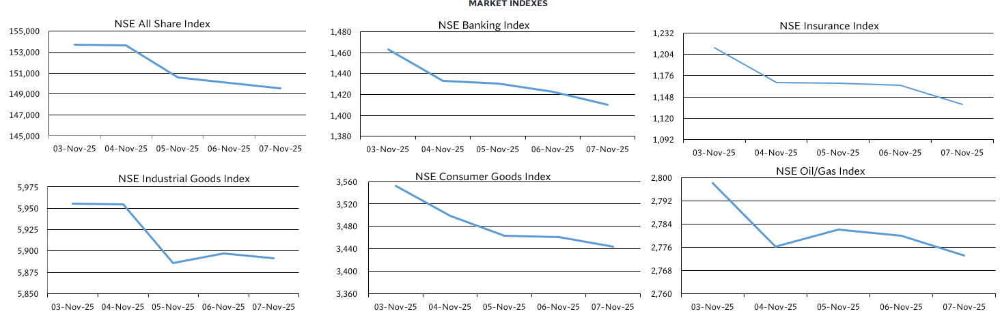 MARKET INDEXES
NSE All Share Index
155,000
153,000
151,000
149,000
147,000
145,000
03-Nov-25 04-Nov-25 05-Nov-25 06-Nov-25 07-Nov-25
NSE Banking Index
1,480
1,460
1,440
1,420
1,400
1,380
03-Nov-25 04-Nov-25 05-Nov-25 06-Nov-25 07-Nov-25
NSE Insurance Index
1,232
1,204
1,176
1,148
1,120
1,092
03-Nov-25 04-Nov-25 05-Nov-25 06-Nov-25 07-Nov-25
NSE Industrial Goods Index
5,975
5,950
5,925
5,900
5,875
5,850
03-Nov-25 04-Nov-25 05-Nov-25 06-Nov-25 07-Nov-25
NSE Consumer Goods Index
3,560
3,520
3,480
3,440
3,400
3,360
03-Nov-25 04-Nov-25 05-Nov-25 06-Nov-25 07-Nov-25
NSE Oil/Gas Index
2,800
2,792
2,784
2,776
2,768
2,760
03-Nov-25 04-Nov-25 05-Nov-25 06-Nov-25 07-Nov-25